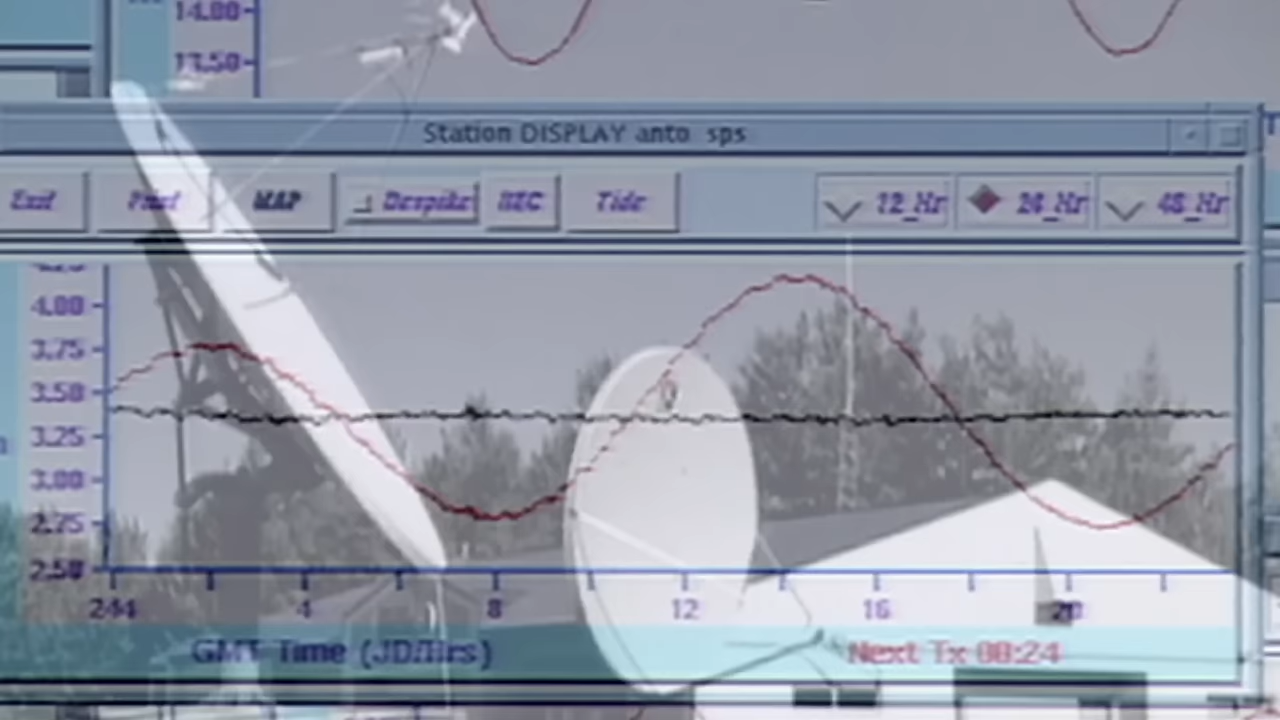 14.00
13.50
Station DISPLAY anto sps
Exit Print MAP Despike REC Tide 12_Hr 24_Hr 48_Hr
4.00
3.75
3.50
3.25
3.00
2.75
2.50
244 4 8 12 16 20
GMT Time (JD/Hrs) Next Tx 00:24